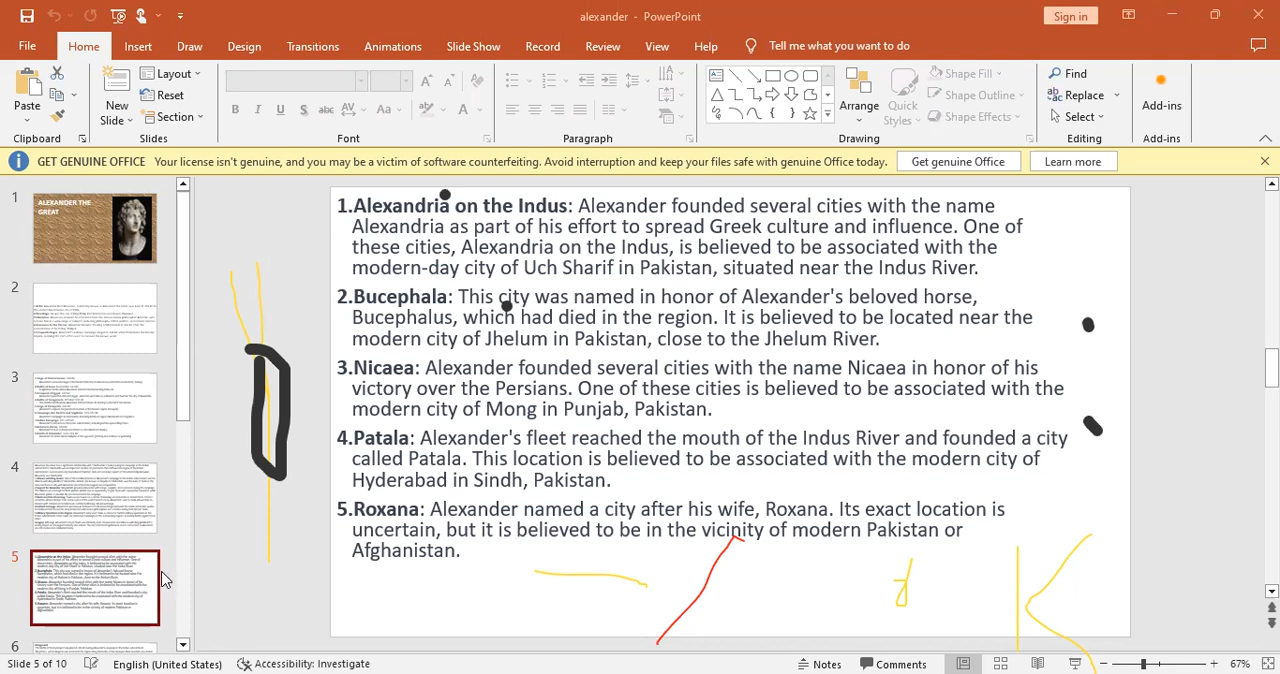 alexander - PowerPoint
Sign in
File Home Insert Draw Design Transitions Animations Slide Show Record Review View Help Tell me what you want to do
Paste
Clipboard
New Slide
Layout
Reset
Section
Slides
B I U S abc AV Aa A
Font
Paragraph
Arrange
Quick Styles
Shape Fill
Shape Outline
Shape Effects
Drawing
Find
Replace
Select
Editing
Add-ins
Add-ins
GET GENUINE OFFICE Your license isn't genuine, and you may be a victim of software counterfeiting. Avoid interruption and keep your files safe with genuine Office today. Get genuine Office Learn more
1
ALEXANDER THE
GREAT
2
3
4
5
6
1.Alexandria on the Indus: Alexander founded several cities with the name
Alexandria as part of his effort to spread Greek culture and influence. One of
these cities, Alexandria on the Indus, is believed to be associated with the
modern-day city of Uch Sharif in Pakistan, situated near the Indus River.
2.Bucephala: This city was named in honor of Alexander's beloved horse,
Bucephalus, which had died in the region. It is believed to be located near the
modern city of Jhelum in Pakistan, close to the Jhelum River.
3.Nicaea: Alexander founded several cities with the name Nicaea in honor of his
victory over the Persians. One of these cities is believed to be associated with the
modern city of Mong in Punjab, Pakistan.
4.Patala: Alexander's fleet reached the mouth of the Indus River and founded a city
called Patala. This location is believed to be associated with the modern city of
Hyderabad in Sindh, Pakistan.
5.Roxana: Alexander named a city after his wife, Roxana. Its exact location is
uncertain, but it is believed to be in the vicinity of modern Pakistan or
Afghanistan.
K
Slide 5 of 10 English (United States) Accessibility: Investigate Notes Comments 67%